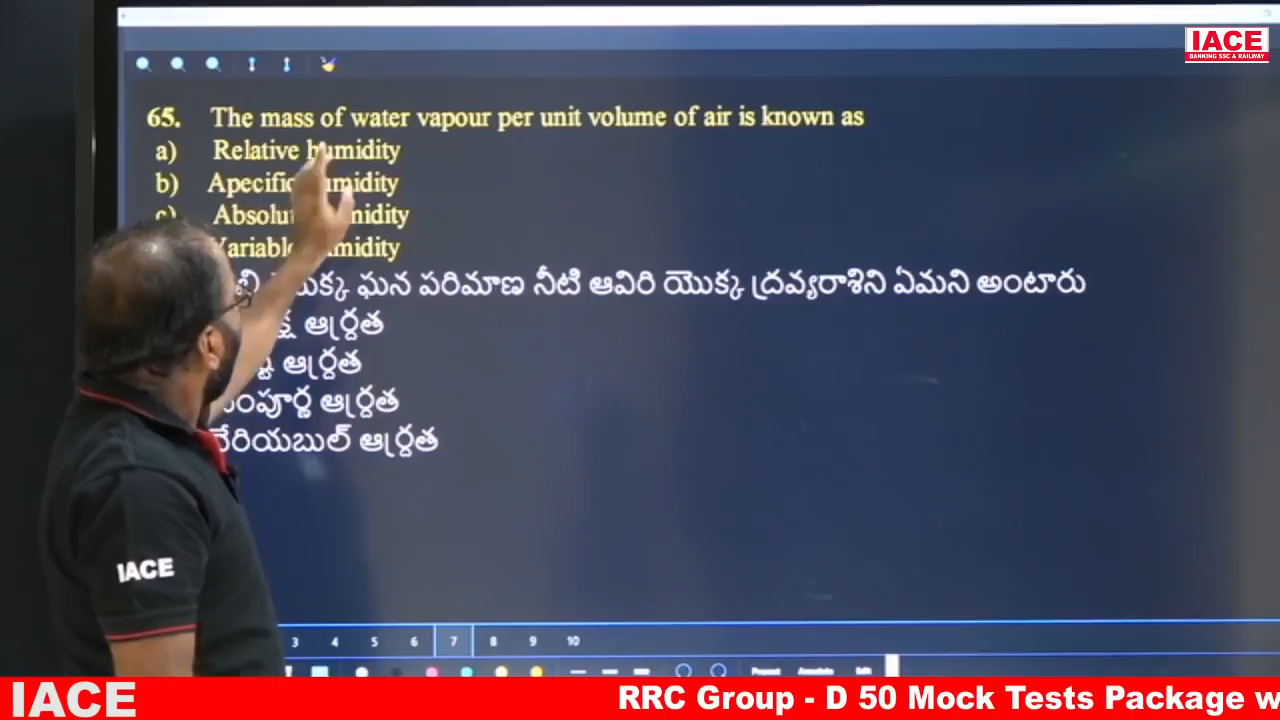 IACE
BANKING SSC & RAILWAY
65. The mass of water vapour per unit volume of air is known as
a) Relative humidity
b) Apecific
c)
ఘన పరిమాణ నీటి ఆవిరి యొక్క ద్రవ్యరాశిని ఏమని అంటారు
ఆర్ద్రత
ఆర్ద్రత
ఆర్ద్రత
వేరియబుల్ ఆర్ద్రత
IACE
3 4 5 6 7 8 9 10
IACE
RRC Group - D 50 Mock Tests Package